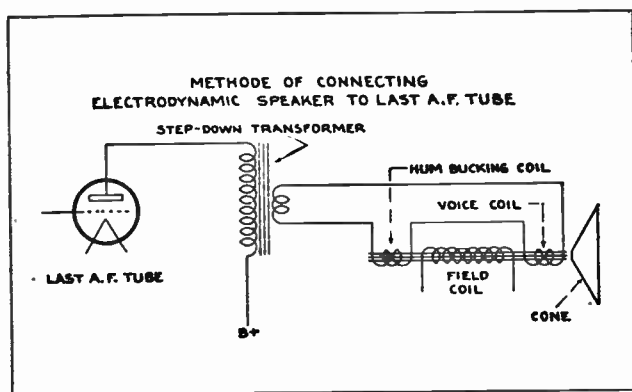 METHODE OF CONNECTING
ELECTRODYNAMIC SPEAKER TO LAST A.F. TUBE
STEP-DOWN TRANSFORMER
HUM BUCKING COIL
VOICE COIL
LAST A.F. TUBE
FIELD
COIL
CONE
B+